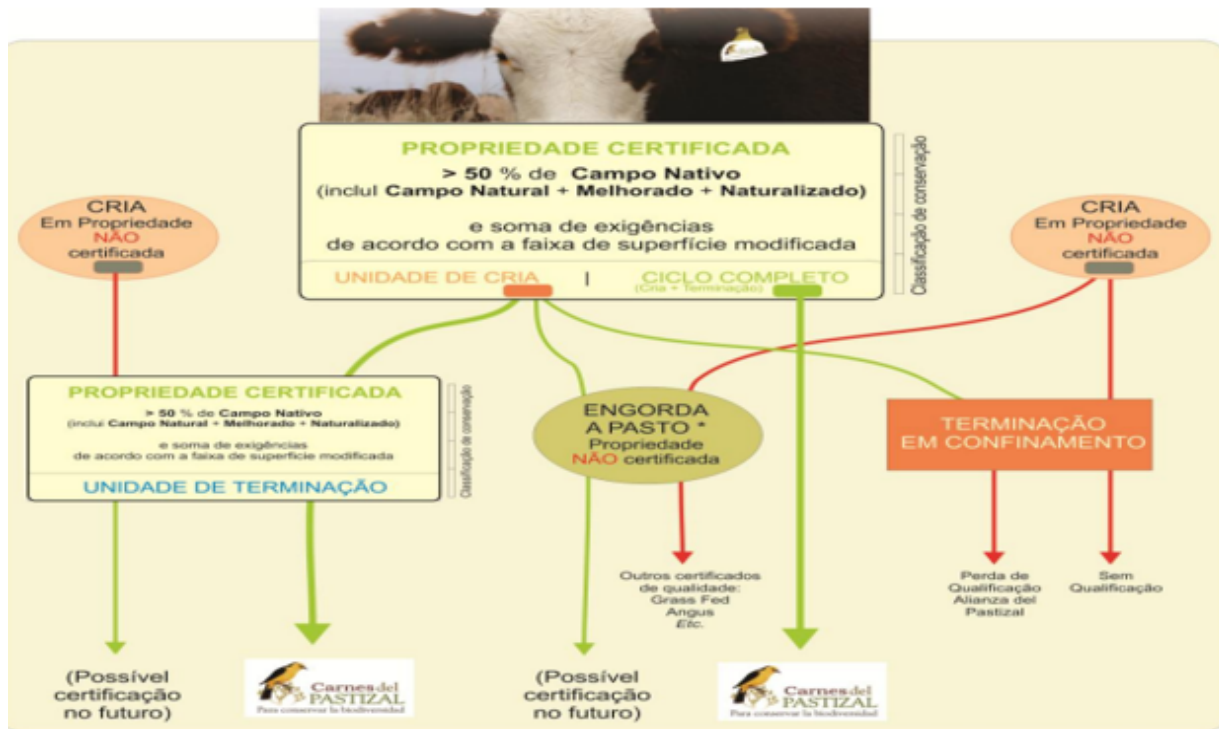 PROPRIEDADE CERTIFICADA
> 50 % de Campo Nativo
(inclui Campo Natural + Melhorado + Naturalizado)
e soma de exigências
de acordo com a faixa de superfície modificada
UNIDADE DE CRIA | CICLO COMPLETO
(Cria + Terminação)
Classificação de conservação
CRIA
Em Propriedade
NÃO
certificada
CRIA
Em Propriedade
NÃO
certificada
PROPRIEDADE CERTIFICADA
> 50 % de Campo Nativo
(inclui Campo Natural + Melhorado + Naturalizado)
e soma de exigências
de acordo com a faixa de superfície modificada
UNIDADE DE TERMINAÇÃO
Classificação de conservação
ENGORDA
A PASTO *
Propriedade
NÃO certificada
TERMINAÇÃO
EM CONFINAMENTO
Outros certificados
de qualidade:
Grass Fed
Angus
Etc.
Perda de
Qualificação
Alianza del
Pastizal
Sem
Qualificação
(Possível
certificação
no futuro)
Carnes del
PASTIZAL
Para conservar la biodiversidad
(Possível
certificação
no futuro)
Carnes del
PASTIZAL
Para conservar la biodiversidad